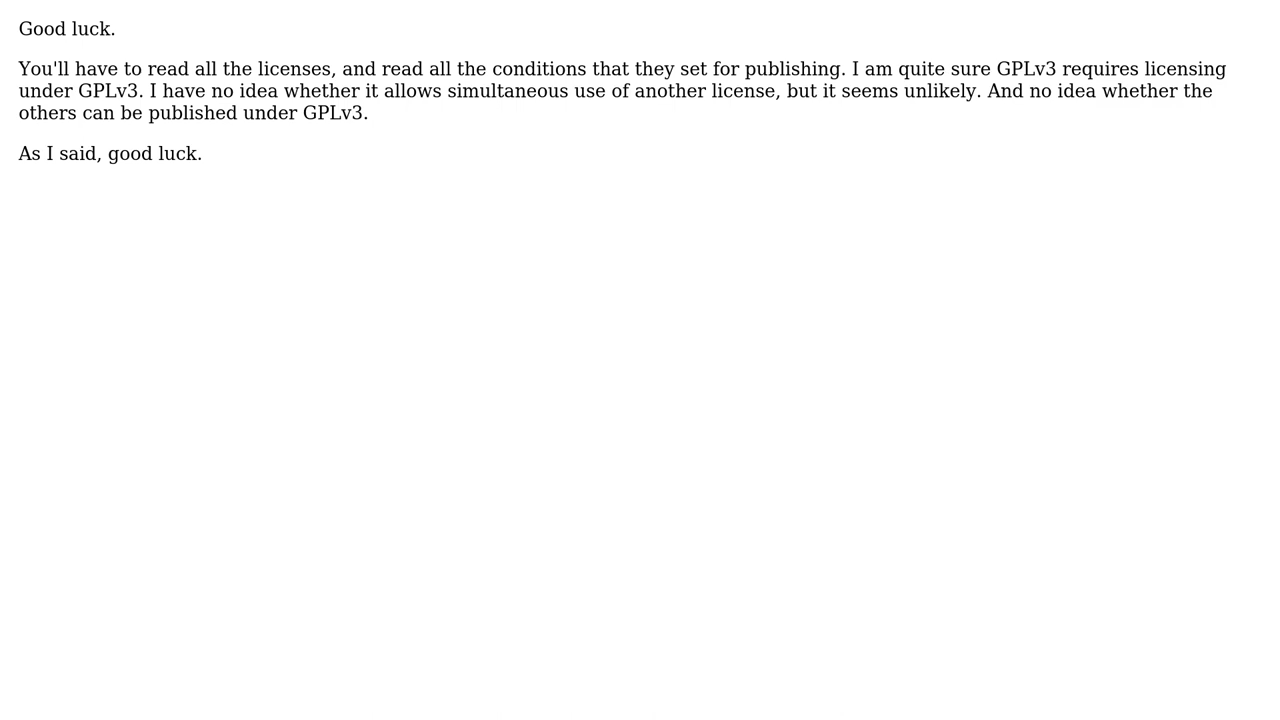 Good luck.
You'll have to read all the licenses, and read all the conditions that they set for publishing. I am quite sure GPLv3 requires licensing
under GPLv3. I have no idea whether it allows simultaneous use of another license, but it seems unlikely. And no idea whether the
others can be published under GPLv3.
As I said, good luck.